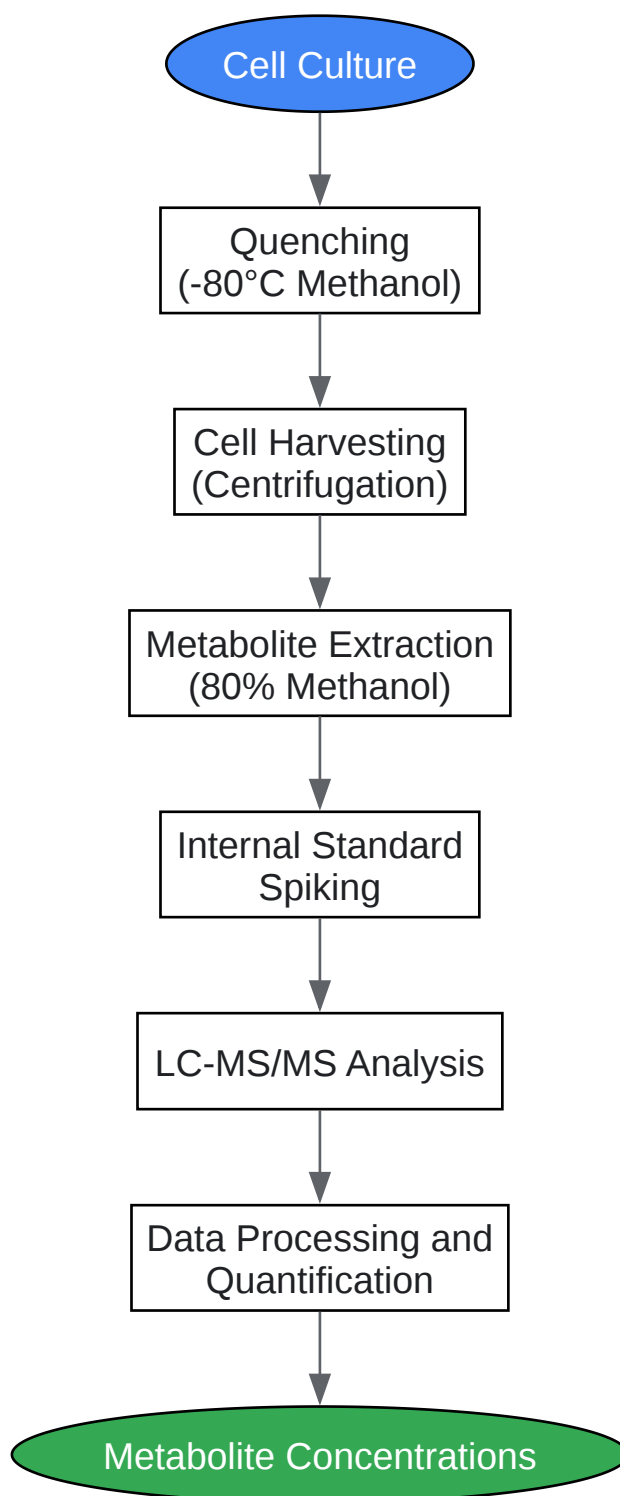 Cell Culture
Quenching
(-80°C Methanol)
Cell Harvesting
(Centrifugation)
Metabolite Extraction
(80% Methanol)
Internal Standard
Spiking
LC-MS/MS Analysis
Data Processing and
Quantification
Metabolite Concentrations